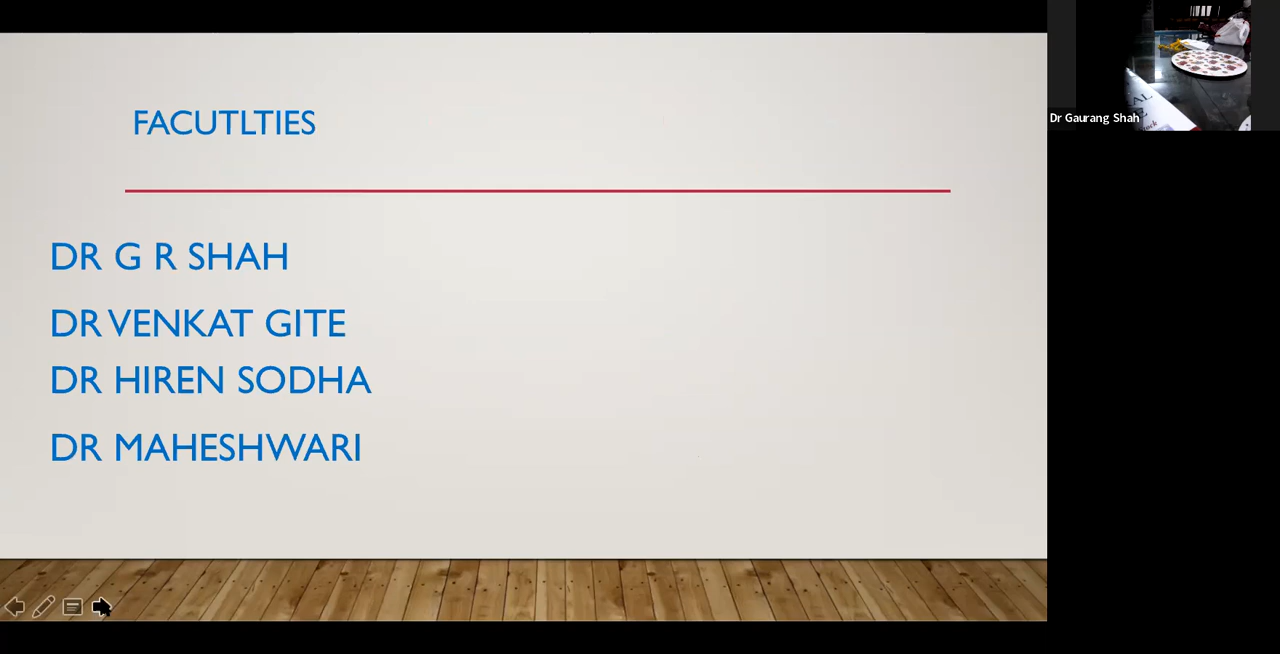 FACUTLTIES
DR G R SHAH
DR VENKAT GITE
DR HIREN SODHA
DR MAHESHWARI
Dr Gaurang Shah